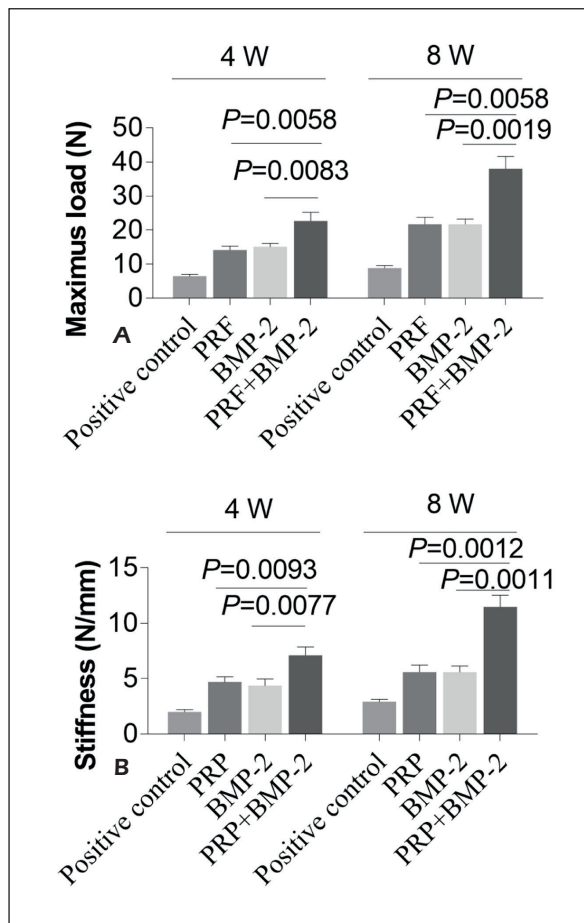 4 W 8 W
P=0.0058 P=0.0058
P=0.0083 P=0.0019
Maximus load (N)
50
40
30
20
10
0
A
Positive control PRF BMP-2 PRF+BMP-2 Positive control PRF BMP-2 PRF+BMP-2
4 W 8 W
P=0.0093 P=0.0012
P=0.0077 P=0.0011
Stiffness (N/mm)
15
10
5
0
B
Positive control PRP BMP-2 PRP+BMP-2 Positive control PRP BMP-2 PRP+BMP-2